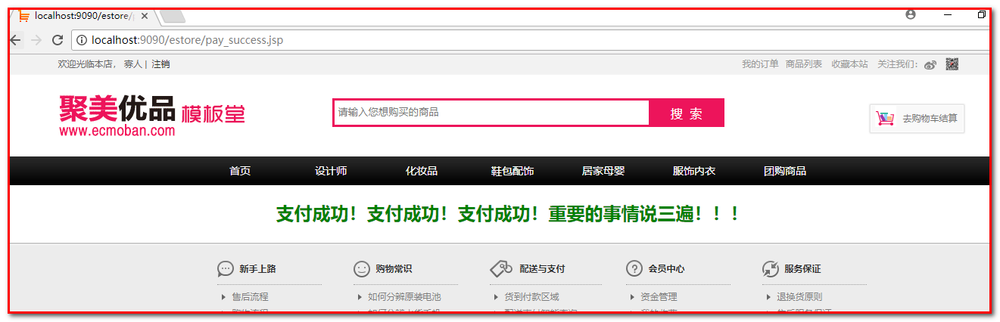 localhost:9090/estore/
localhost:9090/estore/pay_success.jsp
欢迎光临本店， 寡人 | 注销
我的订单 商品列表 收藏本站 关注我们：
聚美优品 模板堂
www.ecmoban.com
请输入您想购买的商品
搜 索
去购物车结算
首页 设计师 化妆品 鞋包配饰 居家母婴 服饰内衣 团购商品
支付成功！支付成功！支付成功！重要的事情说三遍！！！
新手上路 购物常识 配送与支付 会员中心 服务保证
售后流程 如何分辨原装电池 货到付款区域 资金管理 退换货原则